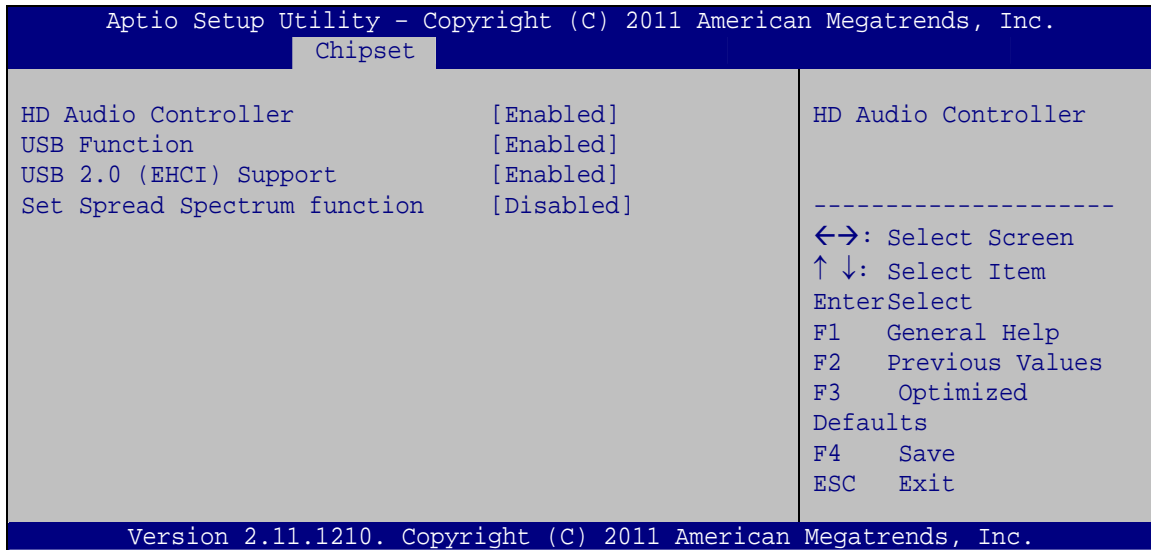 Aptio Setup Utility – Copyright (C) 2011 American Megatrends, Inc.
Chipset
HD Audio Controller [Enabled]
USB Function [Enabled]
USB 2.0 (EHCI) Support [Enabled]
Set Spread Spectrum function [Disabled]
HD Audio Controller
---------------------
←→: Select Screen
↑ ↓: Select Item
EnterSelect
F1 General Help
F2 Previous Values
F3 Optimized
Defaults
F4 Save
ESC Exit
Version 2.11.1210. Copyright (C) 2011 American Megatrends, Inc.